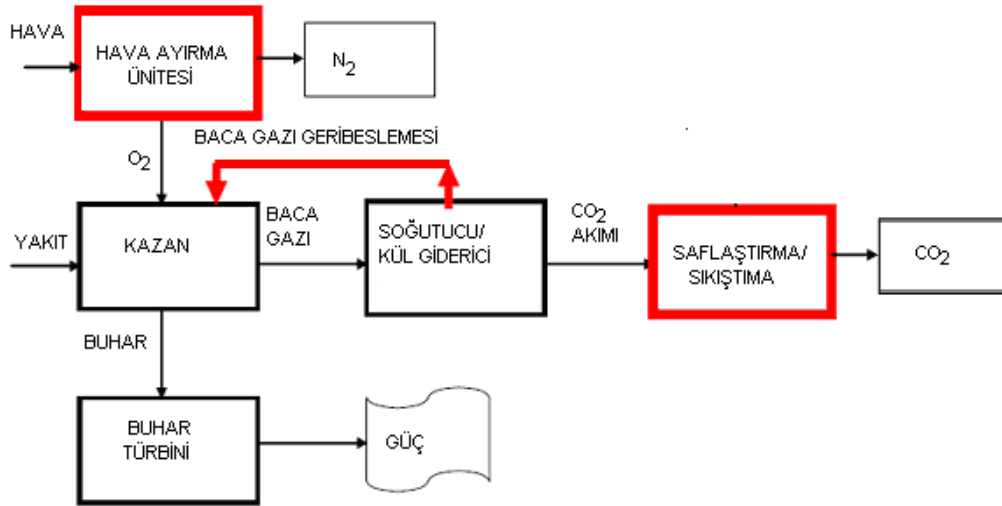 HAVA
HAVA AYIRMA
ÜNİTESİ
N2
BACA GAZI GERİBESLEMESİ
O2
YAKIT
KAZAN
BACA
GAZI
SOĞUTUCU/
KÜL GİDERİCİ
CO2
AKIMI
SAFLAŞTIRMA/
SIKIŞTIMA
CO2
BUHAR
BUHAR
TÜRBİNİ
GÜÇ